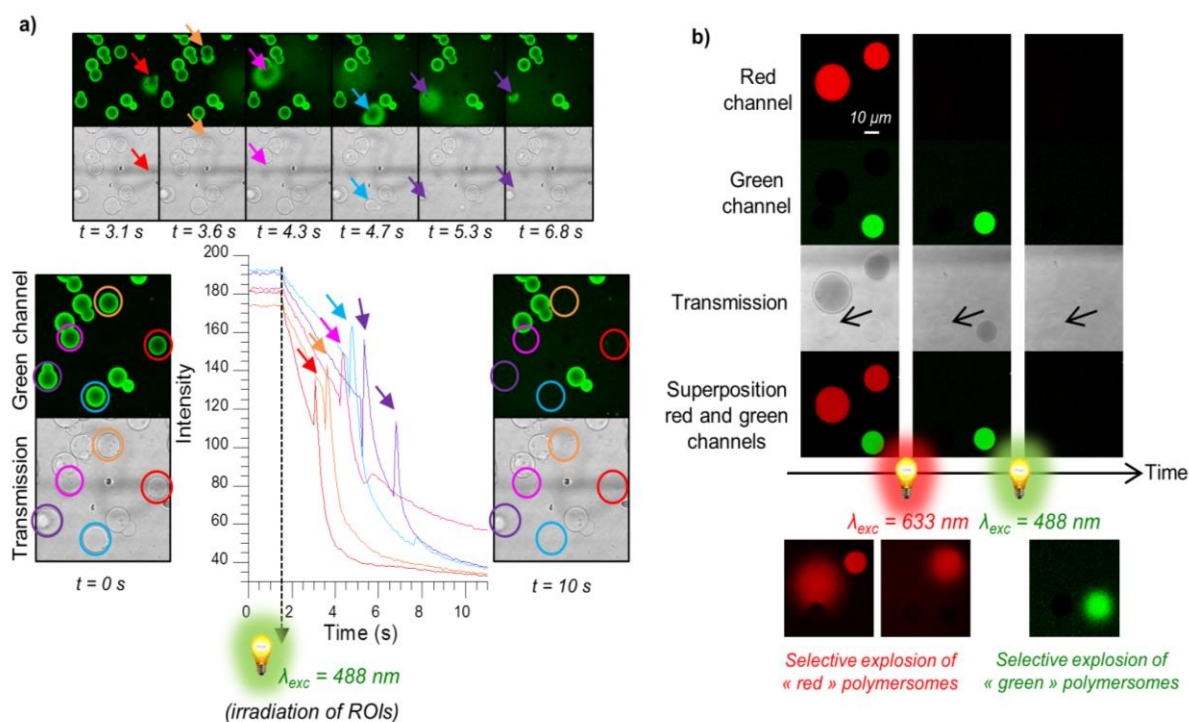 a)
t = 3.1 s t = 3.6 s t = 4.3 s t = 4.7 s t = 5.3 s t = 6.8 s
Green channel
Transmission
t = 0 s
Intensity
200
180
160
140
120
100
80
60
40
0 2 4 6 8 10
Time (s)
t = 10 s
λexc = 488 nm
(irradiation of ROIs)
b)
Red
channel
10 µm
Green
channel
Transmission
Superposition
red and green
channels
Time
λexc = 633 nm λexc = 488 nm
Selective explosion of
« red » polymersomes
Selective explosion of
« green » polymersomes